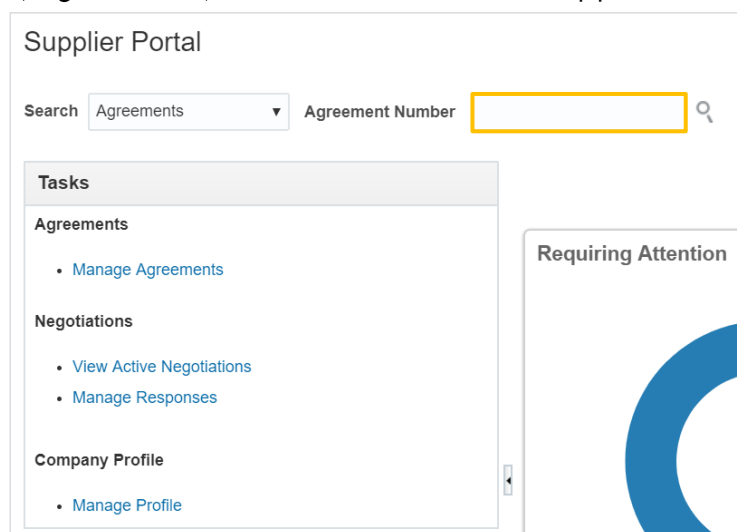 Supplier Portal
Search Agreements Agreement Number
Tasks
Agreements
• Manage Agreements
Requiring Attention
Negotiations
• View Active Negotiations
• Manage Responses
Company Profile
• Manage Profile